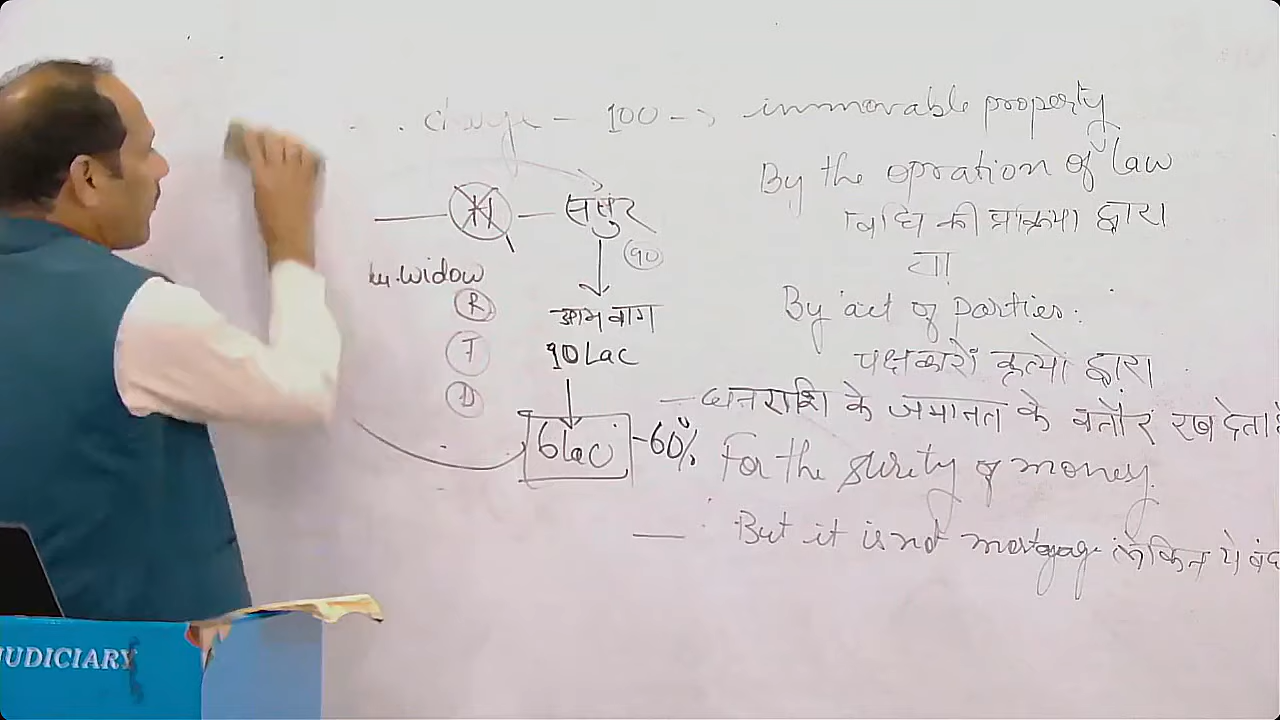 charge - 100 → immovable property
By the opration of law
H — ससुर
विधि की प्रक्रिया द्वारा
90
या
widow
R
आम बाग
By act of parties.
T
10 Lac
पक्षकारों कृत्यो द्वारा
D
— धनराशि के जमानत के बतौर रख देता है
6 lac -60%
For the surity of money.
— But it is not mortgage लेकिन ये बंध
JUDICIARY